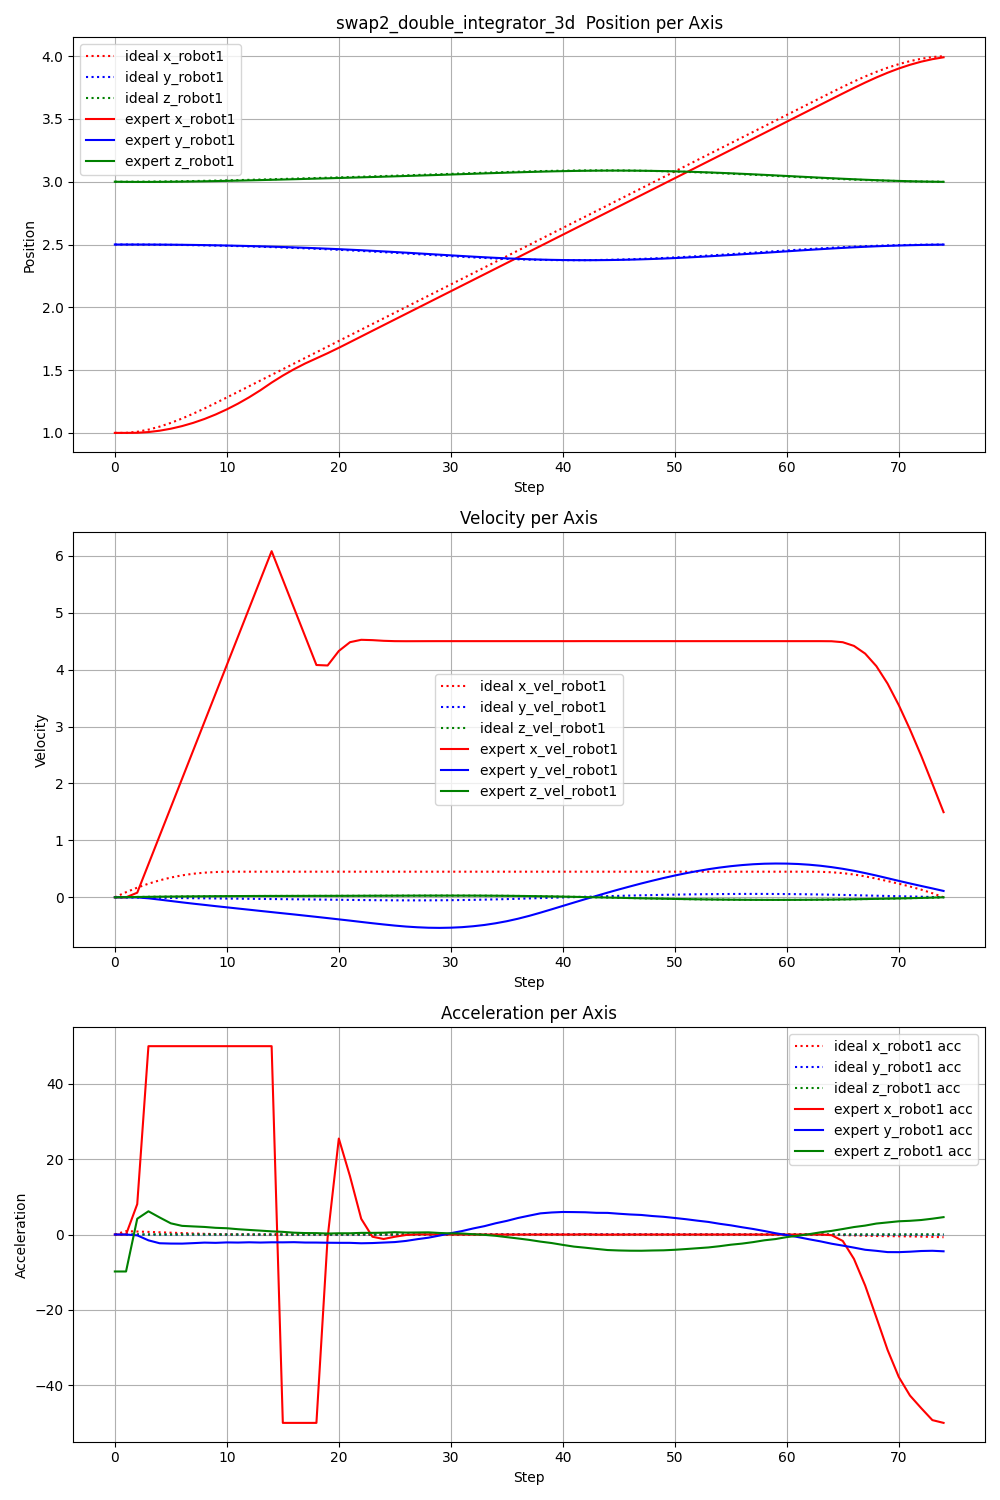 swap2_double_integrator_3d  Position per Axis
4.0
3.5
3.0
2.5
2.0
1.5
1.0
Position
ideal x_robot1
ideal y_robot1
ideal z_robot1
expert x_robot1
expert y_robot1
expert z_robot1
0 10 20 30 40 50 60 70
Step
Velocity per Axis
6
5
4
3
2
1
0
Velocity
ideal x_vel_robot1
ideal y_vel_robot1
ideal z_vel_robot1
expert x_vel_robot1
expert y_vel_robot1
expert z_vel_robot1
0 10 20 30 40 50 60 70
Step
Acceleration per Axis
40
20
0
−20
−40
Acceleration
ideal x_robot1 acc
ideal y_robot1 acc
ideal z_robot1 acc
expert x_robot1 acc
expert y_robot1 acc
expert z_robot1 acc
0 10 20 30 40 50 60 70
Step